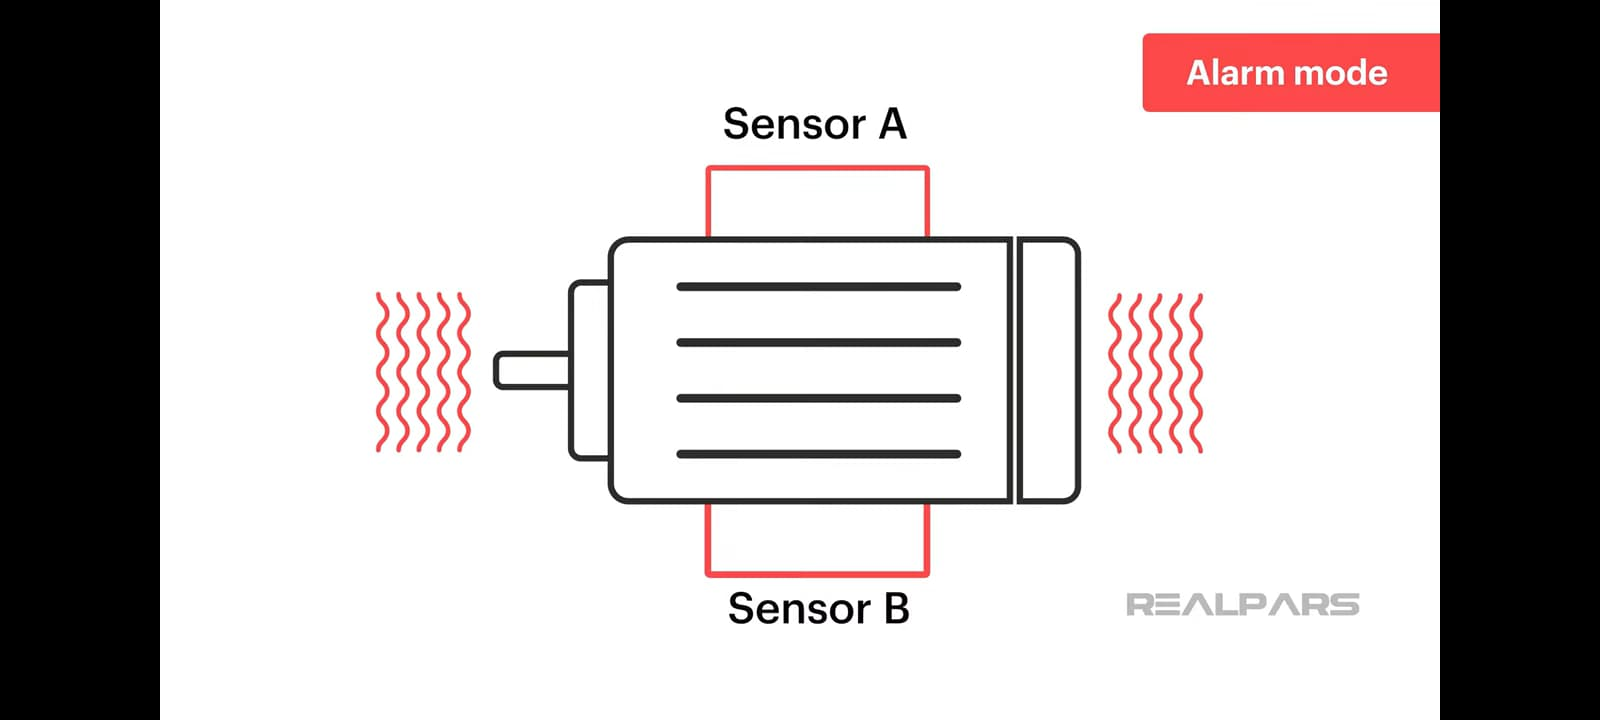 Alarm mode
Sensor A
Sensor B
REALPARS